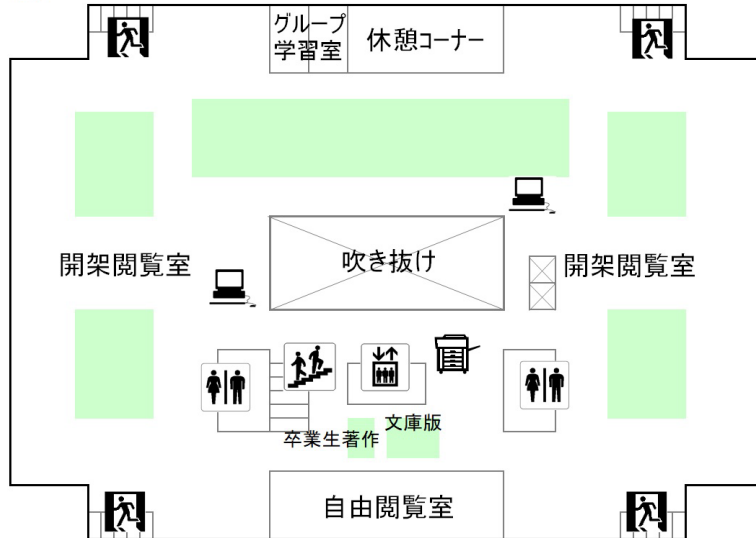 グループ
学習室
休憩コーナー
開架閲覧室
吹き抜け
開架閲覧室
卒業生著作
文庫版
自由閲覧室